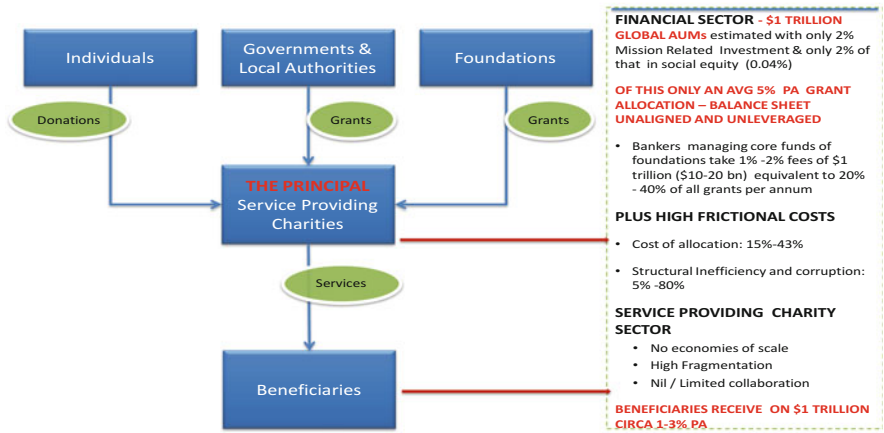 Individuals
Governments &
Local Authorities
Foundations
Donations
Grants
Grants
THE PRINCIPAL
Service Providing
Charities
Services
Beneficiaries
FINANCIAL SECTOR - $1 TRILLION
GLOBAL AUMs estimated with only 2%
Mission Related Investment & only 2% of
that in social equity (0.04%)
OF THIS ONLY AN AVG 5% PA GRANT
ALLOCATION – BALANCE SHEET
UNALIGNED AND UNLEVERAGED
• Bankers managing core funds of
foundations take 1% -2% fees of $1
trillion ($10-20 bn) equivalent to 20%
- 40% of all grants per annum
PLUS HIGH FRICTIONAL COSTS
• Cost of allocation: 15%-43%
• Structural Inefficiency and corruption:
5% -80%
SERVICE PROVIDING CHARITY
SECTOR
• No economies of scale
• High Fragmentation
• Nil / Limited collaboration
BENEFICIARIES RECEIVE ON $1 TRILLION
CIRCA 1-3% PA